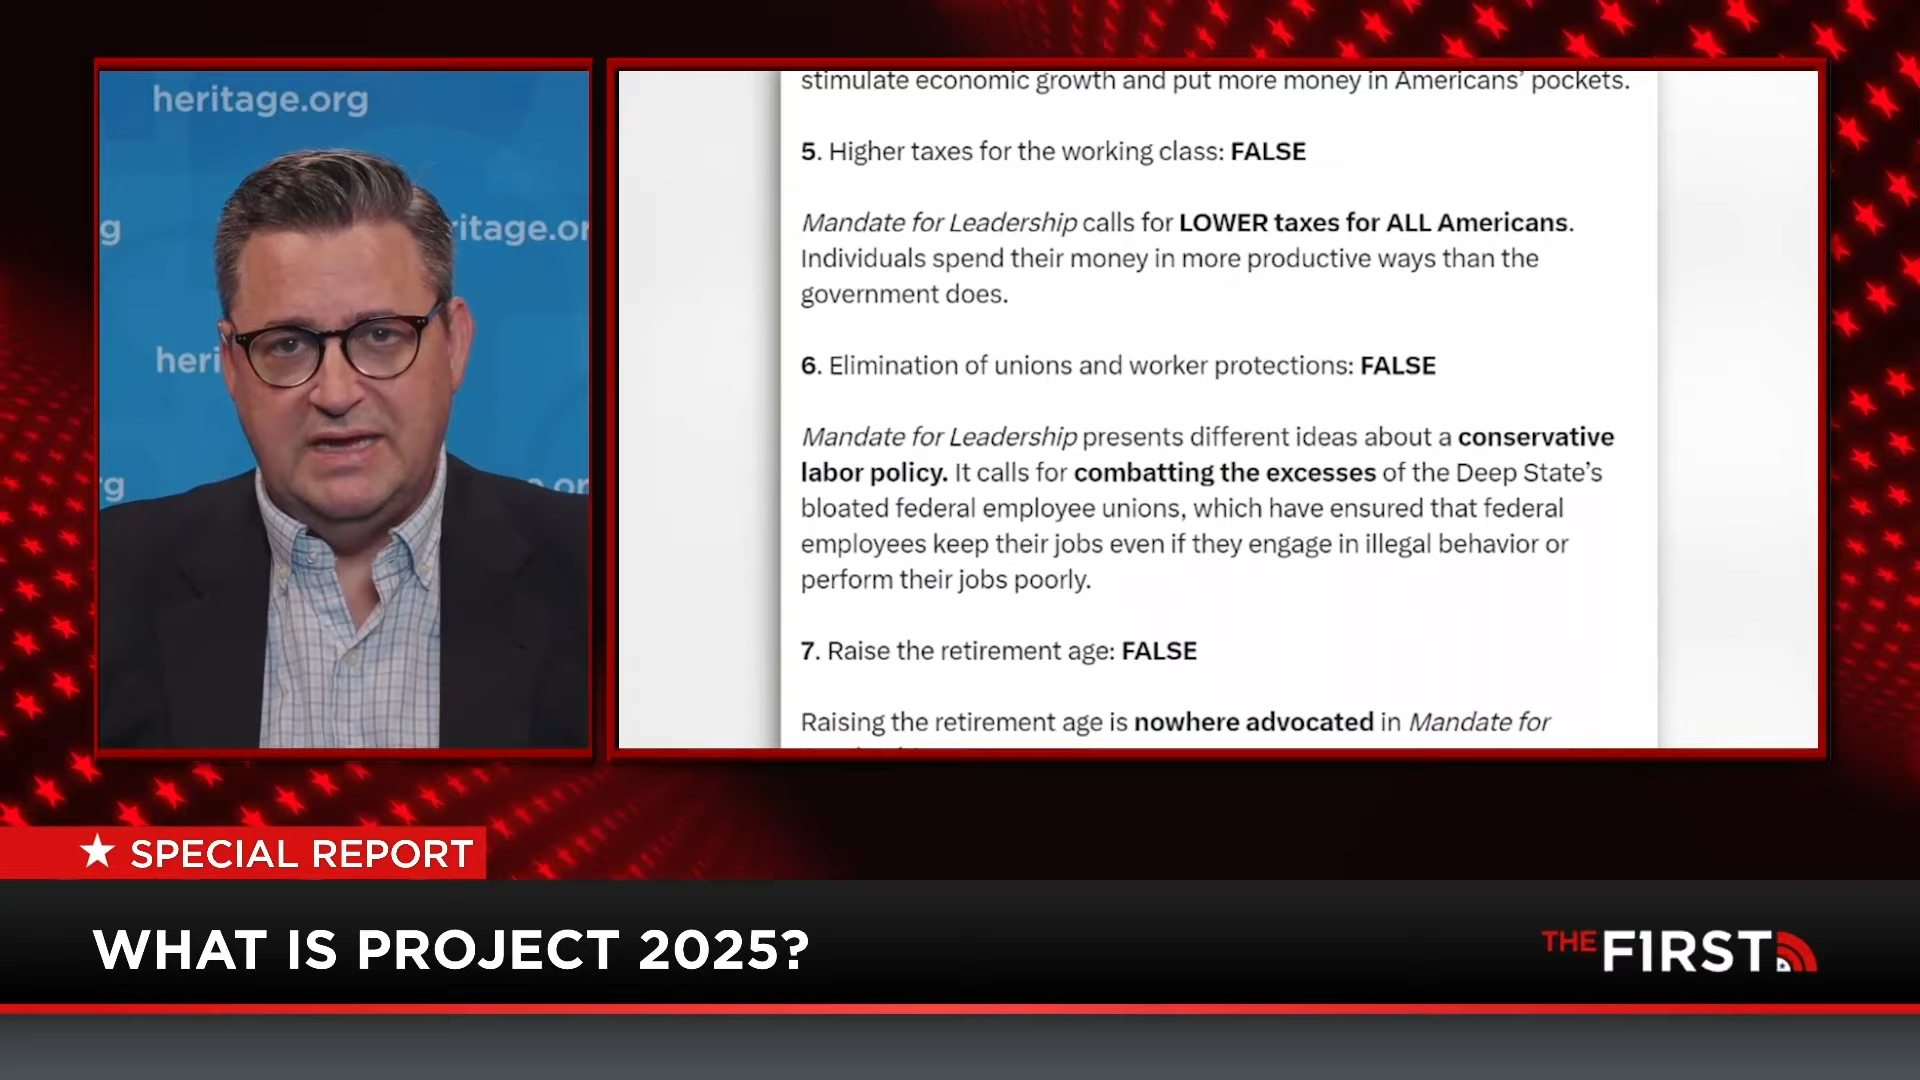 heritage.org
g
ritage.or
heri
rg
e.or
stimulate economic growth and put more money in Americans’ pockets.
5. Higher taxes for the working class: FALSE
Mandate for Leadership calls for LOWER taxes for ALL Americans.
Individuals spend their money in more productive ways than the
government does.
6. Elimination of unions and worker protections: FALSE
Mandate for Leadership presents different ideas about a conservative
labor policy. It calls for combatting the excesses of the Deep State’s
bloated federal employee unions, which have ensured that federal
employees keep their jobs even if they engage in illegal behavior or
perform their jobs poorly.
7. Raise the retirement age: FALSE
Raising the retirement age is nowhere advocated in Mandate for
SPECIAL REPORT
WHAT IS PROJECT 2025?
THE FIRST